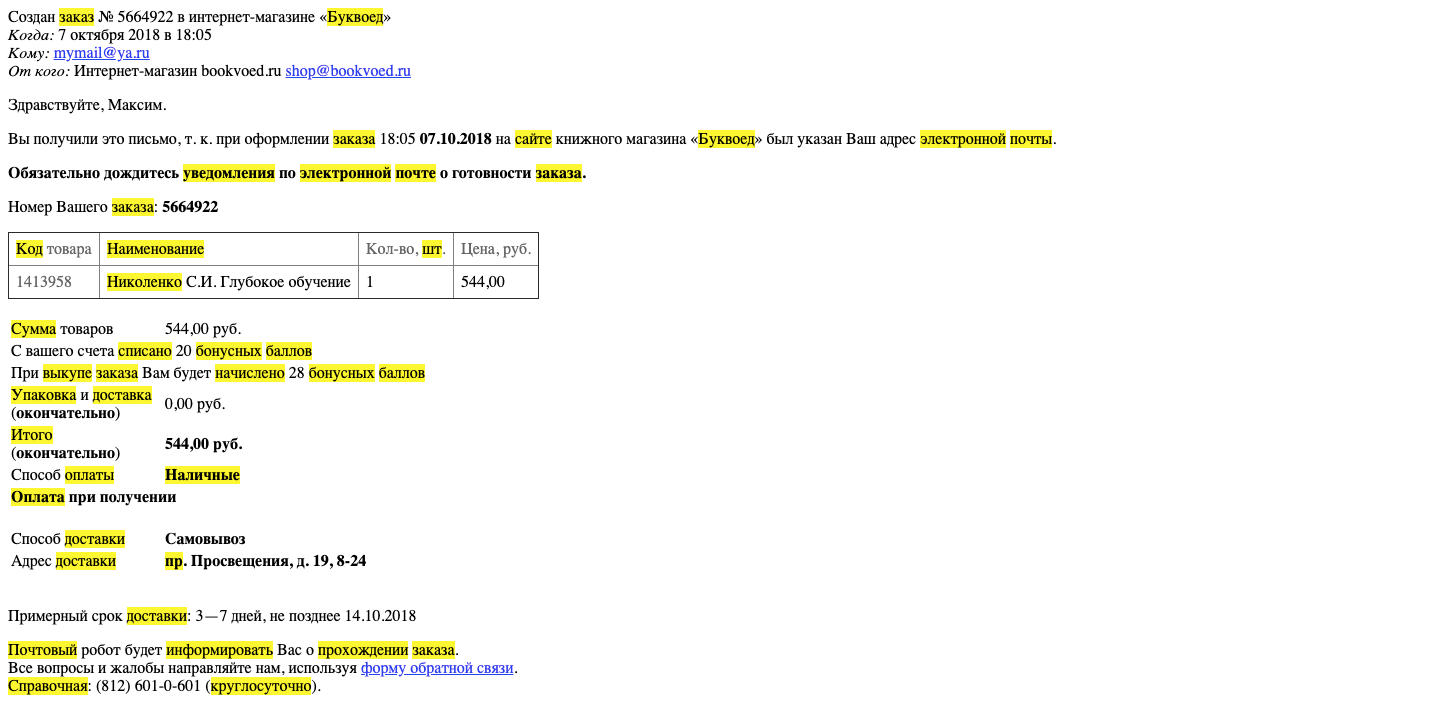 Создан заказ № 5664922 в интернет-магазине «Буквоед»
Когда: 7 октября 2018 в 18:05
Кому: mymail@ya.ru
От кого: Интернет-магазин bookvoed.ru shop@bookvoed.ru
Здравствуйте, Максим.
Вы получили это письмо, т. к. при оформлении заказа 18:05 07.10.2018 на сайте книжного магазина «Буквоед» был указан Ваш адрес электронной почты.
Обязательно дождитесь уведомления по электронной почте о готовности заказа.
Номер Вашего заказа: 5664922
Код товара Наименование Кол-во, шт. Цена, руб.
1413958 Николенко С.И. Глубокое обучение 1 544,00
Сумма товаров 544,00 руб.
С вашего счета списано 20 бонусных баллов
При выкупе заказа Вам будет начислено 28 бонусных баллов
Упаковка и доставка
(окончательно) 0,00 руб.
Итого
(окончательно) 544,00 руб.
Способ оплаты Наличные
Оплата при получении
Способ доставки Самовывоз
Адрес доставки пр. Просвещения, д. 19, 8-24
Примерный срок доставки: 3—7 дней, не позднее 14.10.2018
Почтовый робот будет информировать Вас о прохождении заказа.
Все вопросы и жалобы направляйте нам, используя форму обратной связи.
Справочная: (812) 601-0-601 (круглосуточно).